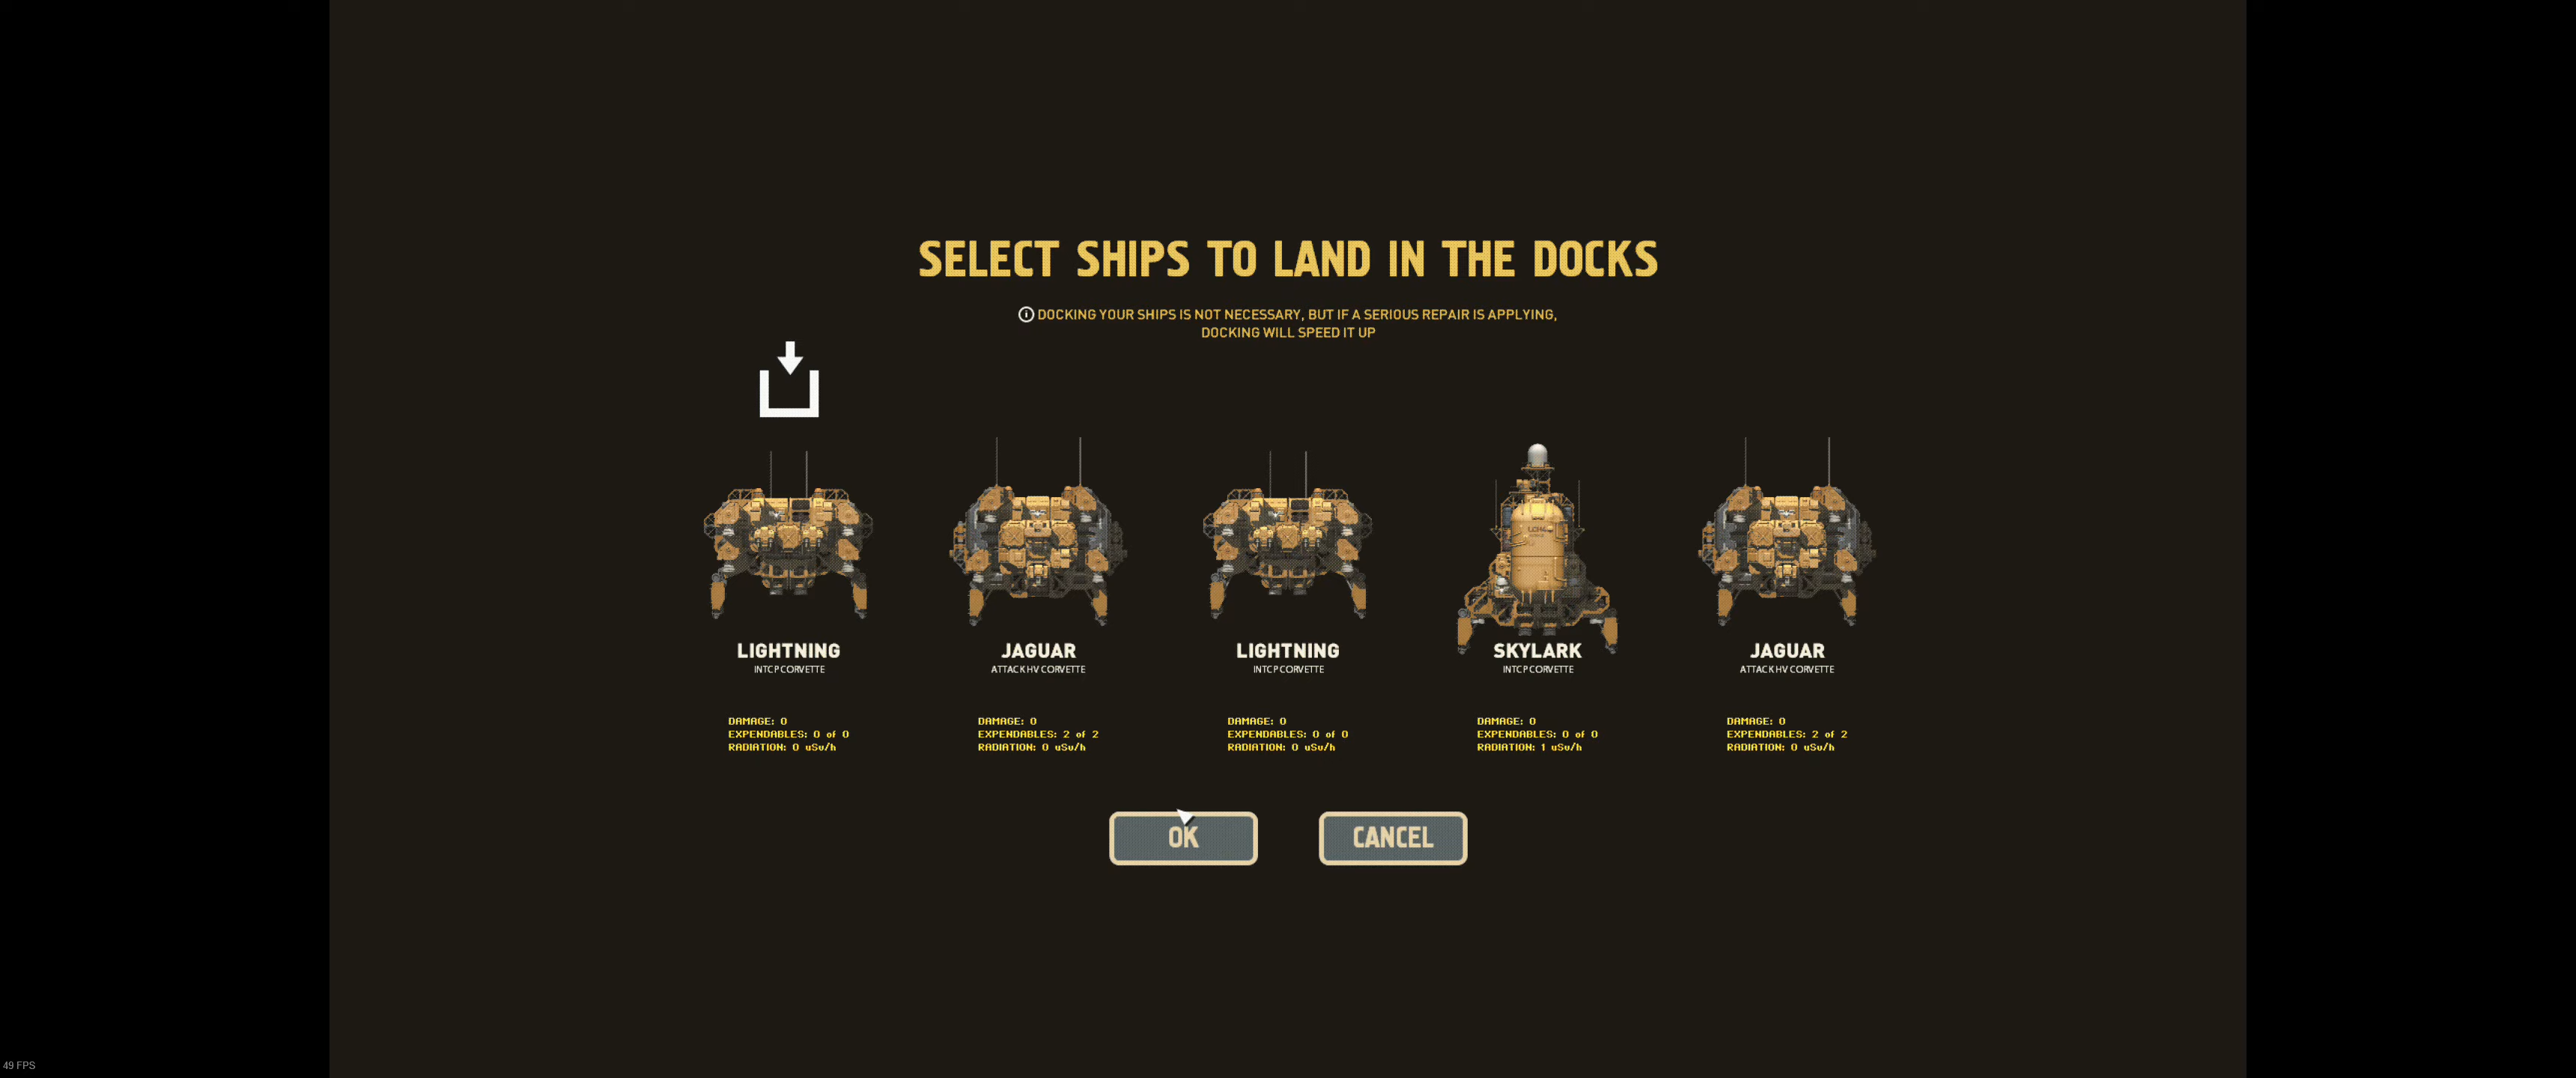 SELECT SHIPS TO LAND IN THE DOCKS
DOCKING YOUR SHIPS IS NOT NECESSARY, BUT IF A SERIOUS REPAIR IS APPLYING,
DOCKING WILL SPEED IT UP
LIGHTNING
INTCP CORVETTE
DAMAGE: 0
EXPENDABLES: 0 of 0
RADIATION: 0 uSv/h
JAGUAR
ATTACK HV CORVETTE
DAMAGE: 0
EXPENDABLES: 2 of 2
RADIATION: 0 uSv/h
LIGHTNING
INTCP CORVETTE
DAMAGE: 0
EXPENDABLES: 0 of 0
RADIATION: 0 uSv/h
SKYLARK
INTCP CORVETTE
DAMAGE: 0
EXPENDABLES: 0 of 0
RADIATION: 1 uSv/h
JAGUAR
ATTACK HV CORVETTE
DAMAGE: 0
EXPENDABLES: 2 of 2
RADIATION: 0 uSv/h
OK
CANCEL
49 FPS